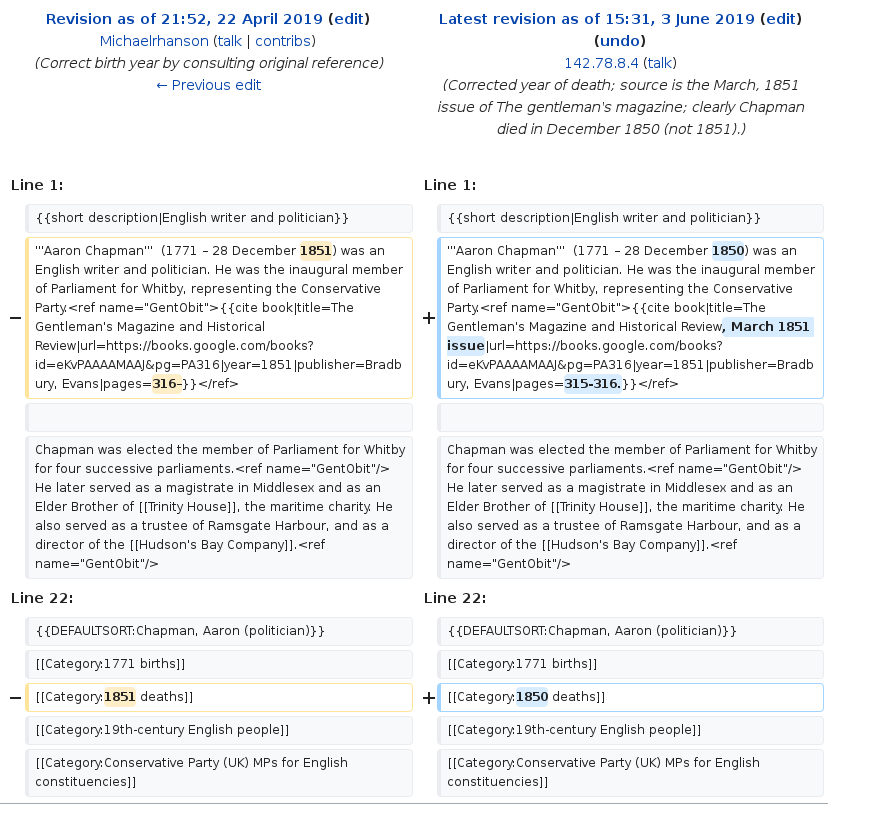 Revision as of 21:52, 22 April 2019 (edit)
Michaelrhanson (talk | contribs)
(Correct birth year by consulting original reference)
← Previous edit
Latest revision as of 15:31, 3 June 2019 (edit)
(undo)
142.78.8.4 (talk)
(Corrected year of death; source is the March, 1851
issue of The gentleman's magazine; clearly Chapman
died in December 1850 (not 1851).)
Line 1:
Line 1:
{{short description|English writer and politician}}
{{short description|English writer and politician}}
−
'''Aaron Chapman''' (1771 – 28 December 1851) was an
English writer and politician. He was the inaugural member
of Parliament for Whitby, representing the Conservative
Party.<ref name="GentObit">{{cite book|title=The
Gentleman's Magazine and Historical
Review|url=https://books.google.com/books?
id=eKvPAAAAMAAJ&pg=PA316|year=1851|publisher=Bradb
ury, Evans|pages=316–}}</ref>
+
'''Aaron Chapman''' (1771 – 28 December 1850) was an
English writer and politician. He was the inaugural member
of Parliament for Whitby, representing the Conservative
Party.<ref name="GentObit">{{cite book|title=The
Gentleman's Magazine and Historical Review, March 1851
issue|url=https://books.google.com/books?
id=eKvPAAAAMAAJ&pg=PA316|year=1851|publisher=Bradb
ury, Evans|pages=315-316.}}</ref>
Chapman was elected the member of Parliament for Whitby
for four successive parliaments.<ref name="GentObit"/>
He later served as a magistrate in Middlesex and as an
Elder Brother of [[Trinity House]], the maritime charity. He
also served as a trustee of Ramsgate Harbour, and as a
director of the [[Hudson's Bay Company]].<ref
name="GentObit"/>
Chapman was elected the member of Parliament for Whitby
for four successive parliaments.<ref name="GentObit"/>
He later served as a magistrate in Middlesex and as an
Elder Brother of [[Trinity House]], the maritime charity. He
also served as a trustee of Ramsgate Harbour, and as a
director of the [[Hudson's Bay Company]].<ref
name="GentObit"/>
Line 22:
Line 22:
{{DEFAULTSORT:Chapman, Aaron (politician)}}
{{DEFAULTSORT:Chapman, Aaron (politician)}}
[[Category:1771 births]]
[[Category:1771 births]]
− [[Category:1851 deaths]]
+ [[Category:1850 deaths]]
[[Category:19th-century English people]]
[[Category:19th-century English people]]
[[Category:Conservative Party (UK) MPs for English
constituencies]]
[[Category:Conservative Party (UK) MPs for English
constituencies]]